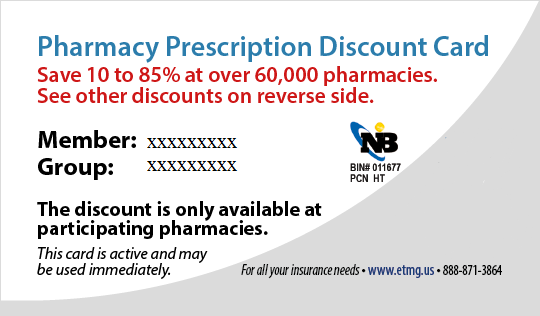 Pharmacy Prescription Discount Card
Save 10 to 85% at over 60,000 pharmacies.
See other discounts on reverse side.
Member: xxxxxxxxx
Group: xxxxxxxxx
NB
BIN# 011677
PCN HT
The discount is only available at
participating pharmacies.
This card is active and may
be used immediately.
For all your insurance needs • www.etmg.us • 888-871-3864